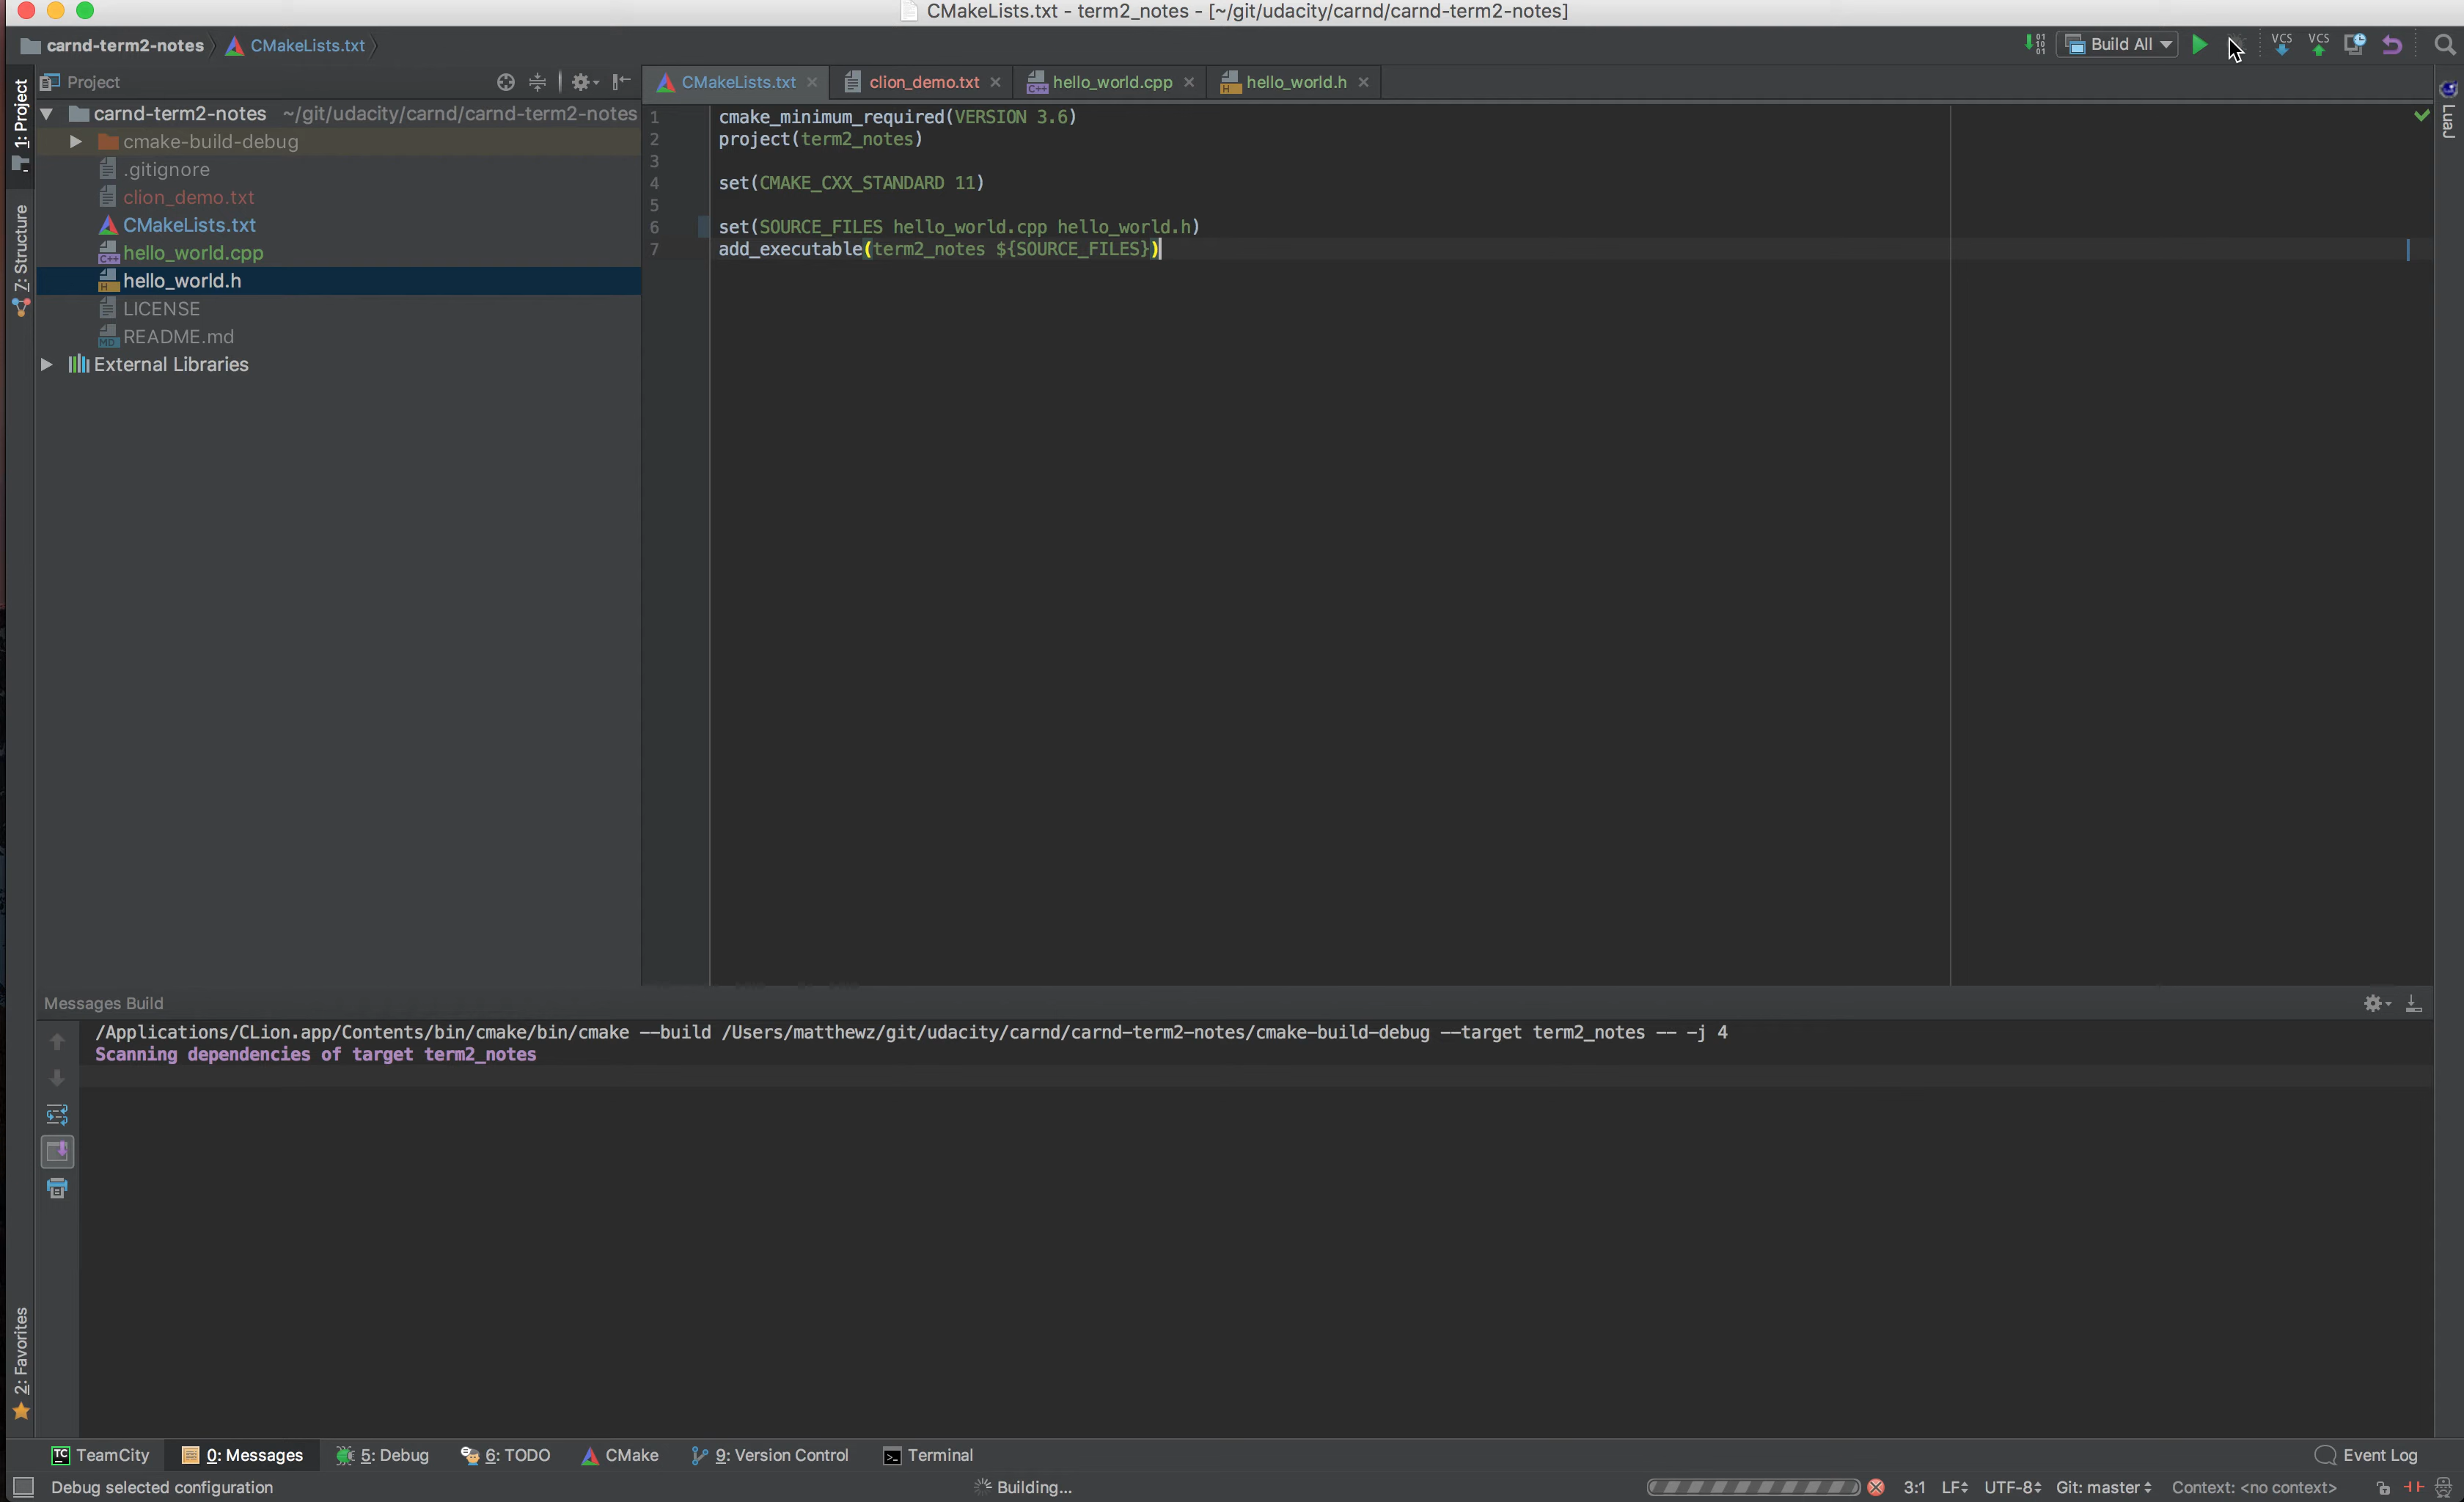 CMakeLists.txt - term2_notes - [~/git/udacity/carnd/carnd-term2-notes]
carnd-term2-notes CMakeLists.txt Build All VCS VCS
1: Project
7: Structure
2: Favorites
Project
carnd-term2-notes ~/git/udacity/carnd/carnd-term2-notes
cmake-build-debug
.gitignore
clion_demo.txt
CMakeLists.txt
hello_world.cpp
hello_world.h
LICENSE
README.md
External Libraries
CMakeLists.txt clion_demo.txt hello_world.cpp hello_world.h
1 cmake_minimum_required(VERSION 3.6)
2 project(term2_notes)
3
4 set(CMAKE_CXX_STANDARD 11)
5
6 set(SOURCE_FILES hello_world.cpp hello_world.h)
7 add_executable(term2_notes ${SOURCE_FILES})
LuaJ
Messages Build
/Applications/CLion.app/Contents/bin/cmake/bin/cmake --build /Users/matthewz/git/udacity/carnd/carnd-term2-notes/cmake-build-debug --target term2_notes -- -j 4
Scanning dependencies of target term2_notes
TC TeamCity 0: Messages 5: Debug 6: TODO CMake 9: Version Control Terminal Event Log
Debug selected configuration Building... 3:1 LF UTF-8 Git: master Context: <no context>